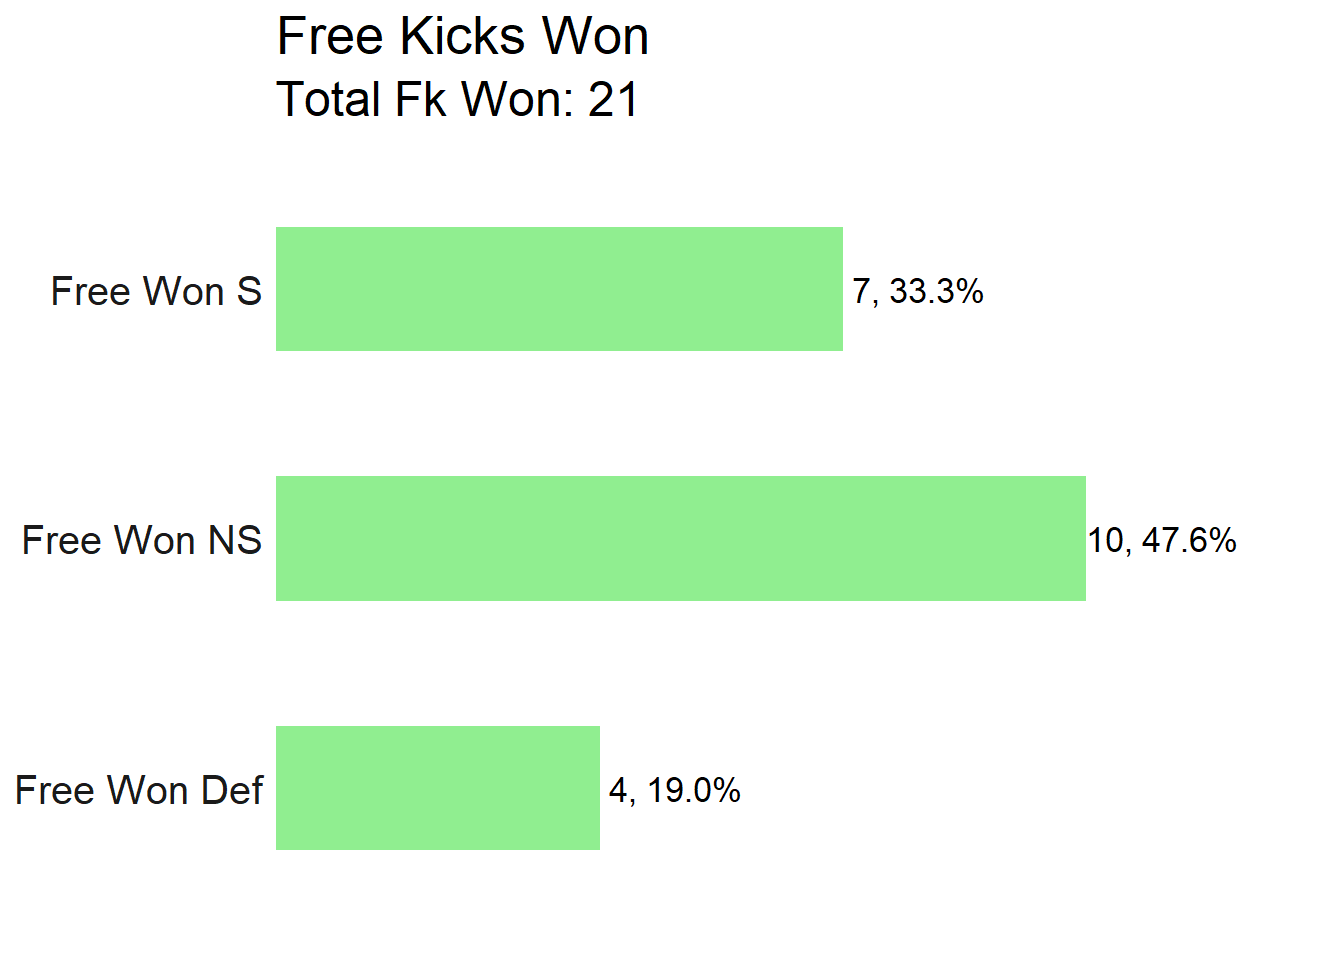 Free Kicks Won
Total Fk Won: 21
Free Won S 7, 33.3%
Free Won NS 10, 47.6%
Free Won Def 4, 19.0%